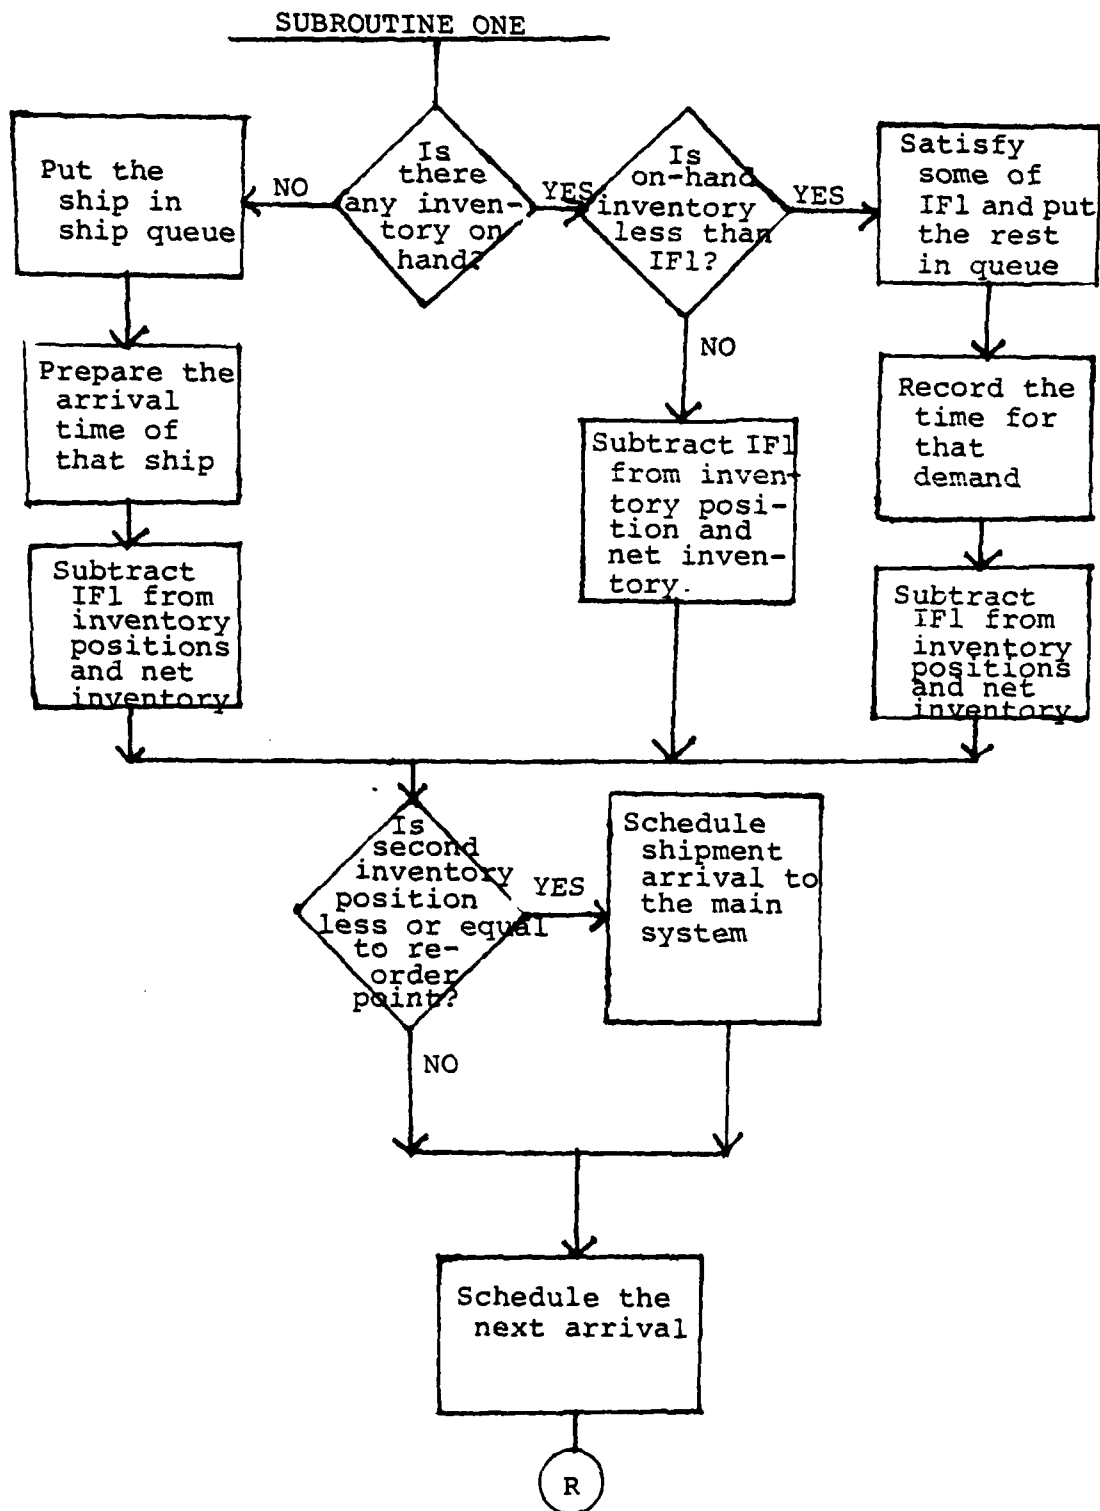 SUBROUTINE ONE
Put the
ship in
ship queue
NO
Is
there
any inven-
tory on
hand?
YES
Is
on-hand
inventory
less than
IF1?
YES
Satisfy
some of
IF1 and put
the rest
in queue
NO
Prepare the
arrival
time of
that ship
Subtract IF1
from inven-
tory posi-
tion and
net inven-
tory.
Record the
time for
that
demand
Subtract
IF1 from
inventory
positions
and net
inventory
Subtract
IF1 from
inventory
positions
and net
inventory
Is
second
inventory
position
less or equal
to re-
order
point?
YES
Schedule
shipment
arrival to
the main
system
NO
Schedule the
next arrival
R